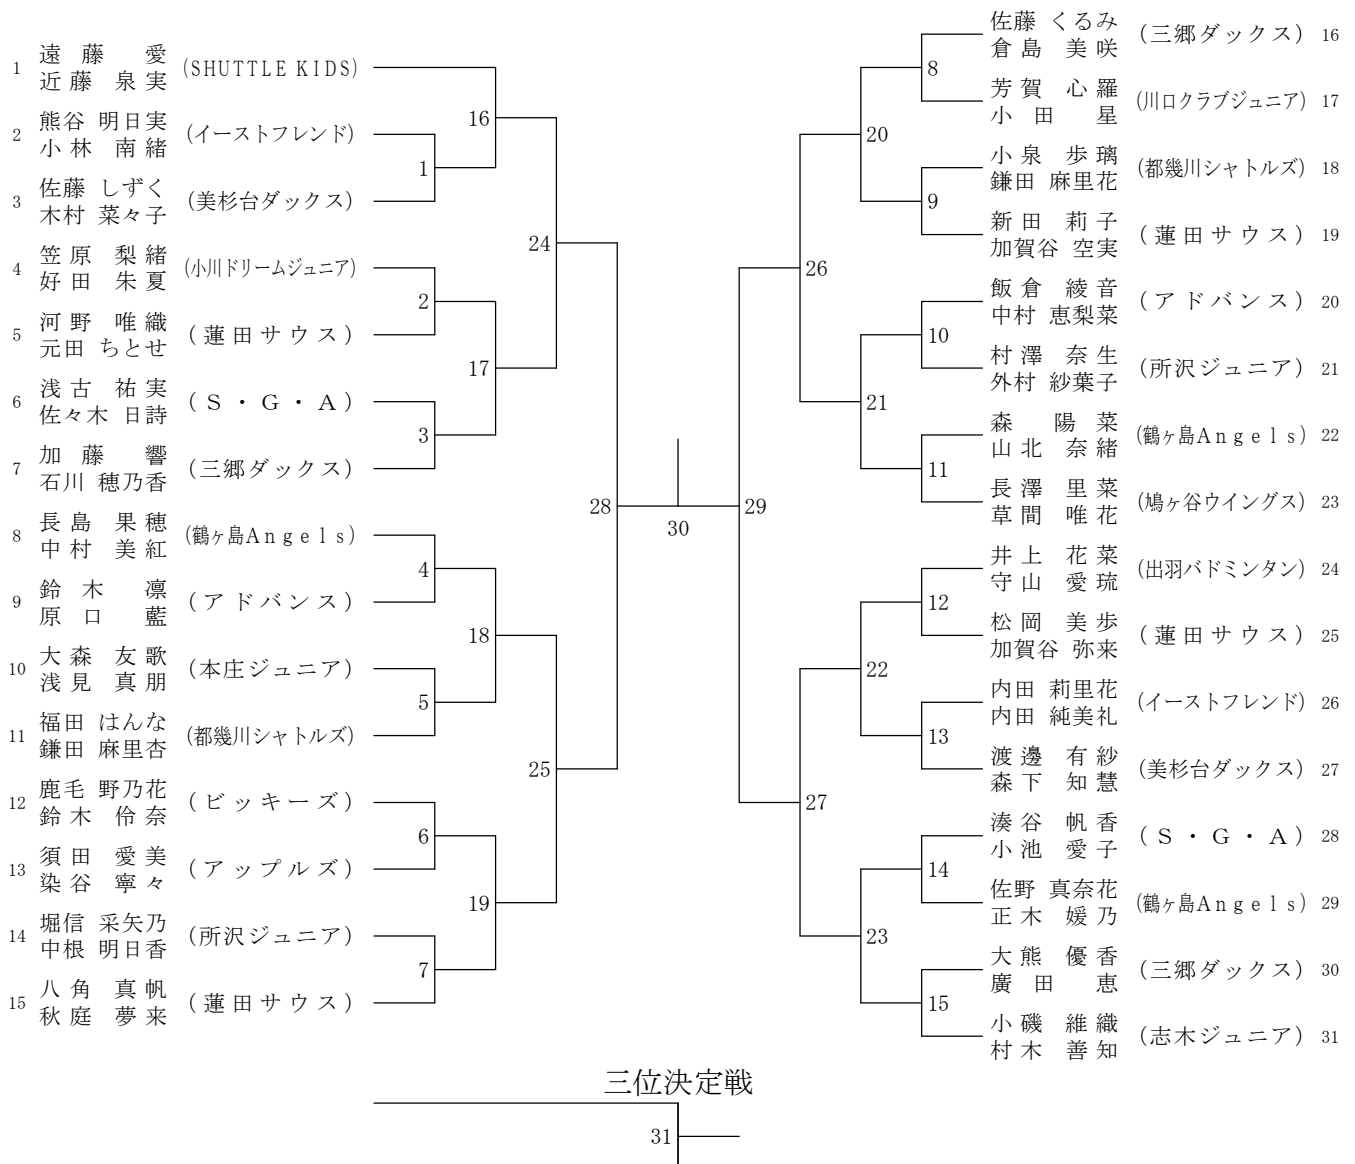 1 遠藤 愛 (SHUTTLE KIDS)
近藤 泉実
2 熊谷 明日実 (イーストフレンド)
小林 南緒
3 佐藤 しずく (美杉台ダックス)
木村 菜々子
4 笠原 梨緒 (小川ドリームジュニア)
好田 朱夏
5 河野 唯織 (蓮田サウス)
元田 ちとせ
6 浅古 祐実 (S・G・A)
佐々木 日詩
7 加藤 響 (三郷ダックス)
石川 穂乃香
8 長島 果穂 (鶴ヶ島Angels)
中村 美紅
9 鈴木 凛 (アドバンス)
原口 藍
10 大森 友歌 (本庄ジュニア)
浅見 真朋
11 福田 はんな (都幾川シャトルズ)
鎌田 麻里杏
12 鹿毛 野乃花 (ビッキーズ)
鈴木 伶奈
13 須田 愛美 (アップルズ)
染谷 寧々
14 堀信 采矢乃 (所沢ジュニア)
中根 明日香
15 八角 真帆 (蓮田サウス)
秋庭 夢来
1
2
3
4
5
6
7
16
17
18
19
24
25
28
30
29
26
27
20
21
22
23
8
9
10
11
12
13
14
15
佐藤 くるみ (三郷ダックス) 16
倉島 美咲
芳賀 心羅 (川口クラブジュニア) 17
小田 星
小泉 歩璃 (都幾川シャトルズ) 18
鎌田 麻里花
新田 莉子 (蓮田サウス) 19
加賀谷 空実
飯倉 綾音 (アドバンス) 20
中村 恵梨菜
村澤 奈生 (所沢ジュニア) 21
外村 紗葉子
森 陽菜 (鶴ヶ島Angels) 22
山北 奈緒
長澤 里菜 (鳩ヶ谷ウイングス) 23
草間 唯花
井上 花菜 (出羽バドミンタン) 24
守山 愛琉
松岡 美歩 (蓮田サウス) 25
加賀谷 弥来
内田 莉里花 (イーストフレンド) 26
内田 純美礼
渡邊 有紗 (美杉台ダックス) 27
森下 知慧
湊谷 帆香 (S・G・A) 28
小池 愛子
佐野 真奈花 (鶴ヶ島Angels) 29
正木 媛乃
大熊 優香 (三郷ダックス) 30
廣田 恵
小磯 維織 (志木ジュニア) 31
村木 善知
三位決定戦
31